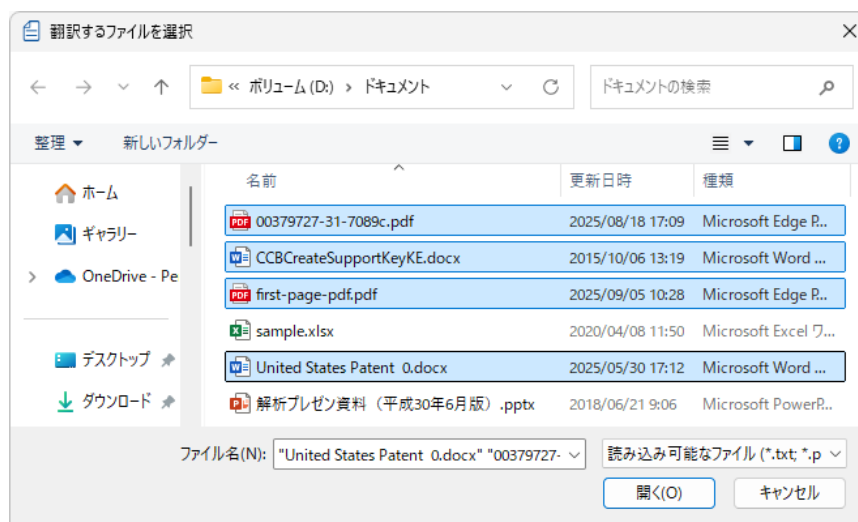 翻訳するファイルを選択
« ボリューム (D:) › ドキュメント
ドキュメントの検索
整理 新しいフォルダー
名前 更新日時 種類
ホーム
ギャラリー
OneDrive - Pe
デスクトップ
ダウンロード
00379727-31-7089c.pdf 2025/08/18 17:09 Microsoft Edge P...
CCBCreateSupportKeyKE.docx 2015/10/06 13:19 Microsoft Word ...
first-page-pdf.pdf 2025/09/05 10:28 Microsoft Edge P...
sample.xlsx 2020/04/08 11:50 Microsoft Excel ワ...
United States Patent 0.docx 2025/05/30 17:12 Microsoft Word ...
解析プレゼン資料（平成30年6月版）.pptx 2018/06/21 9:06 Microsoft PowerP...
ファイル名(N): "United States Patent 0.docx" "00379727- 読み込み可能なファイル (*.txt; *.p
開く(O) キャンセル